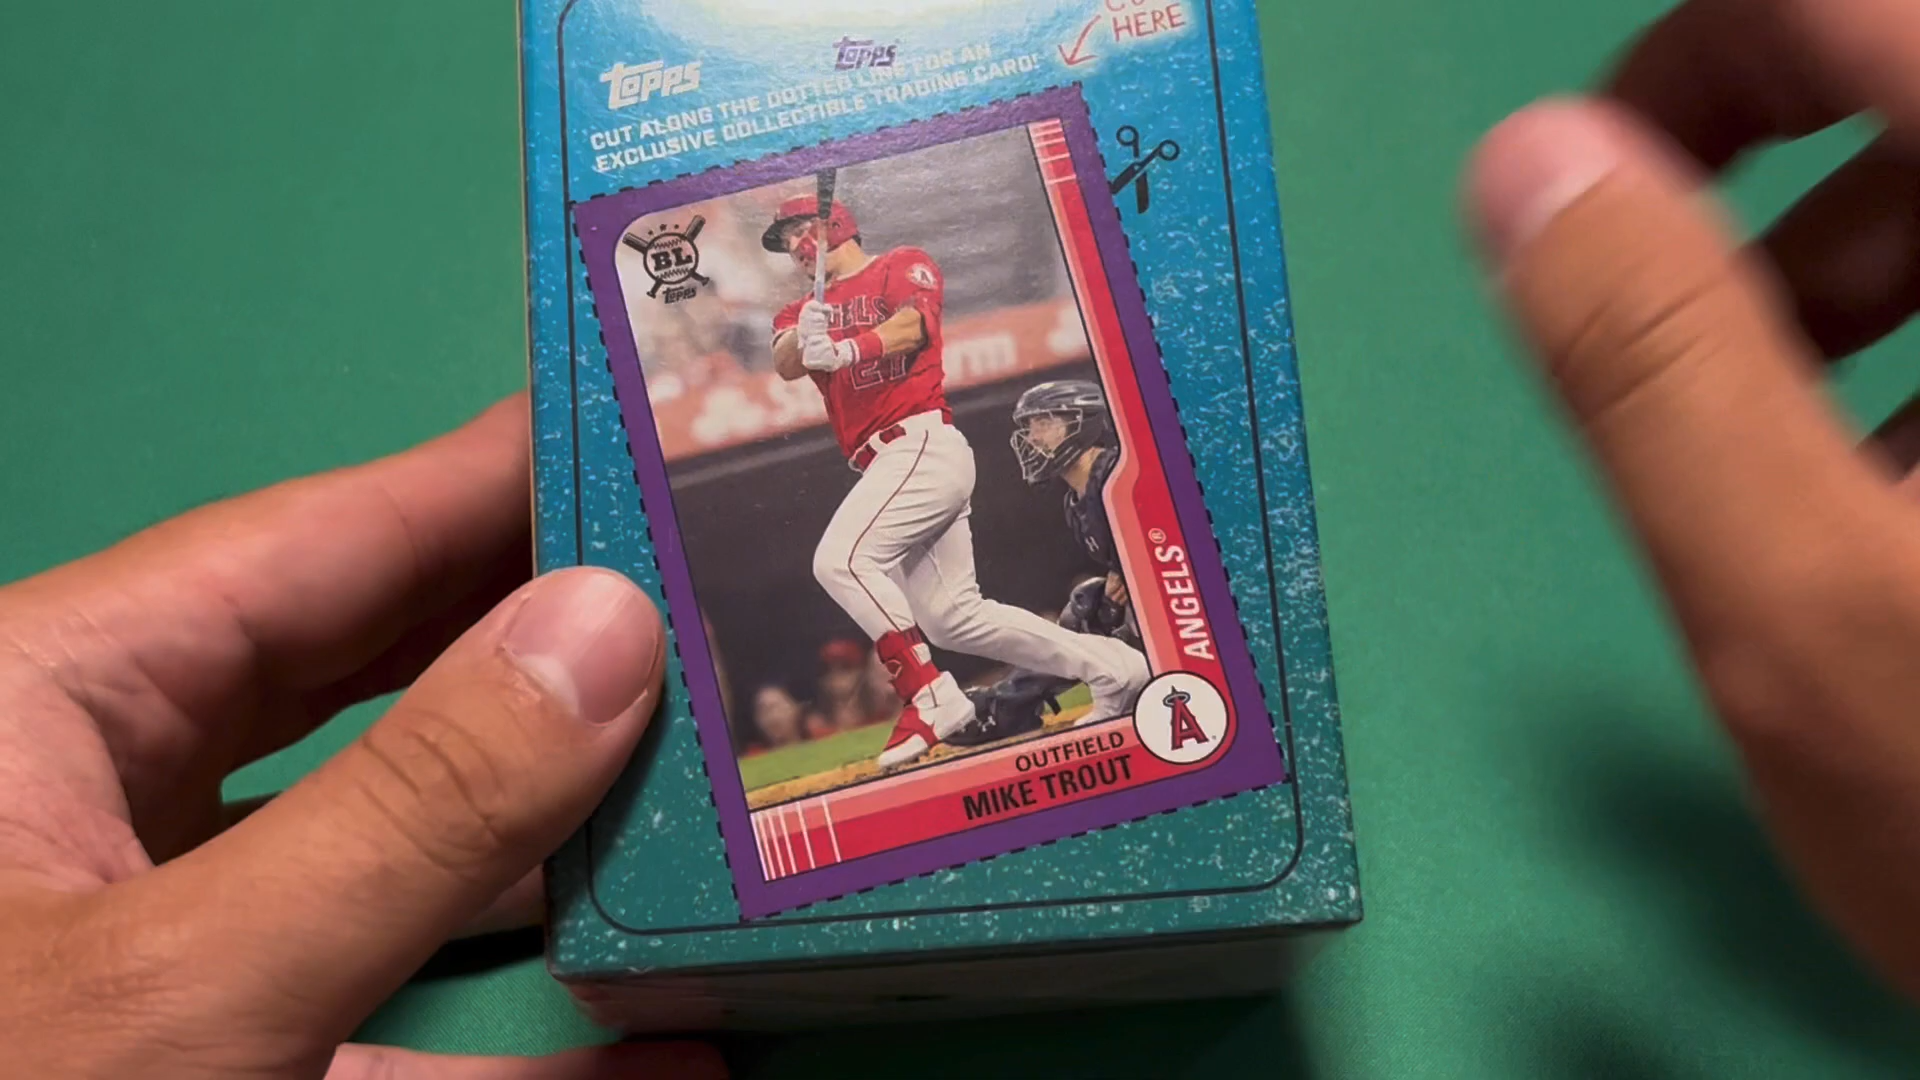 HERE
Topps
Topps
CUT ALONG THE DOTTED LINE FOR AN
EXCLUSIVE COLLECTIBLE TRADING CARD!
BL
Topps
ANGELS
27
ANGELS®
A
OUTFIELD
MIKE TROUT